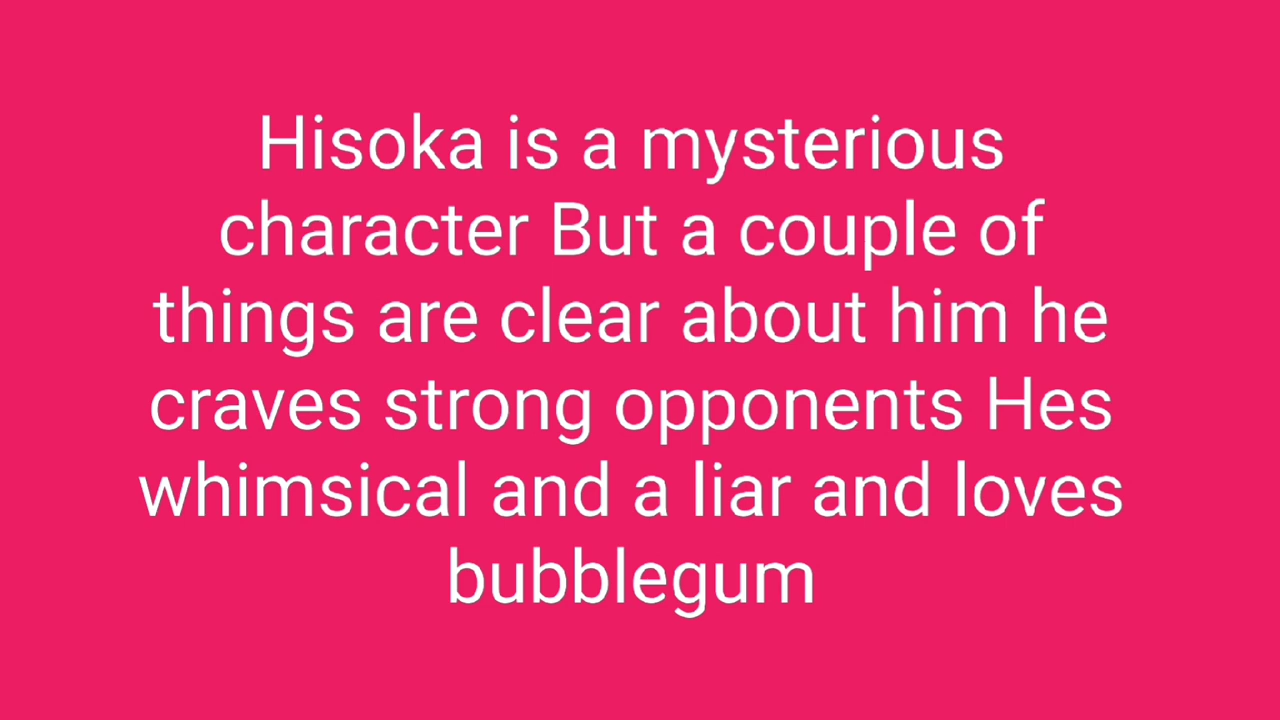 Hisoka is a mysterious
character But a couple of
things are clear about him he
craves strong opponents Hes
whimsical and a liar and loves
bubblegum